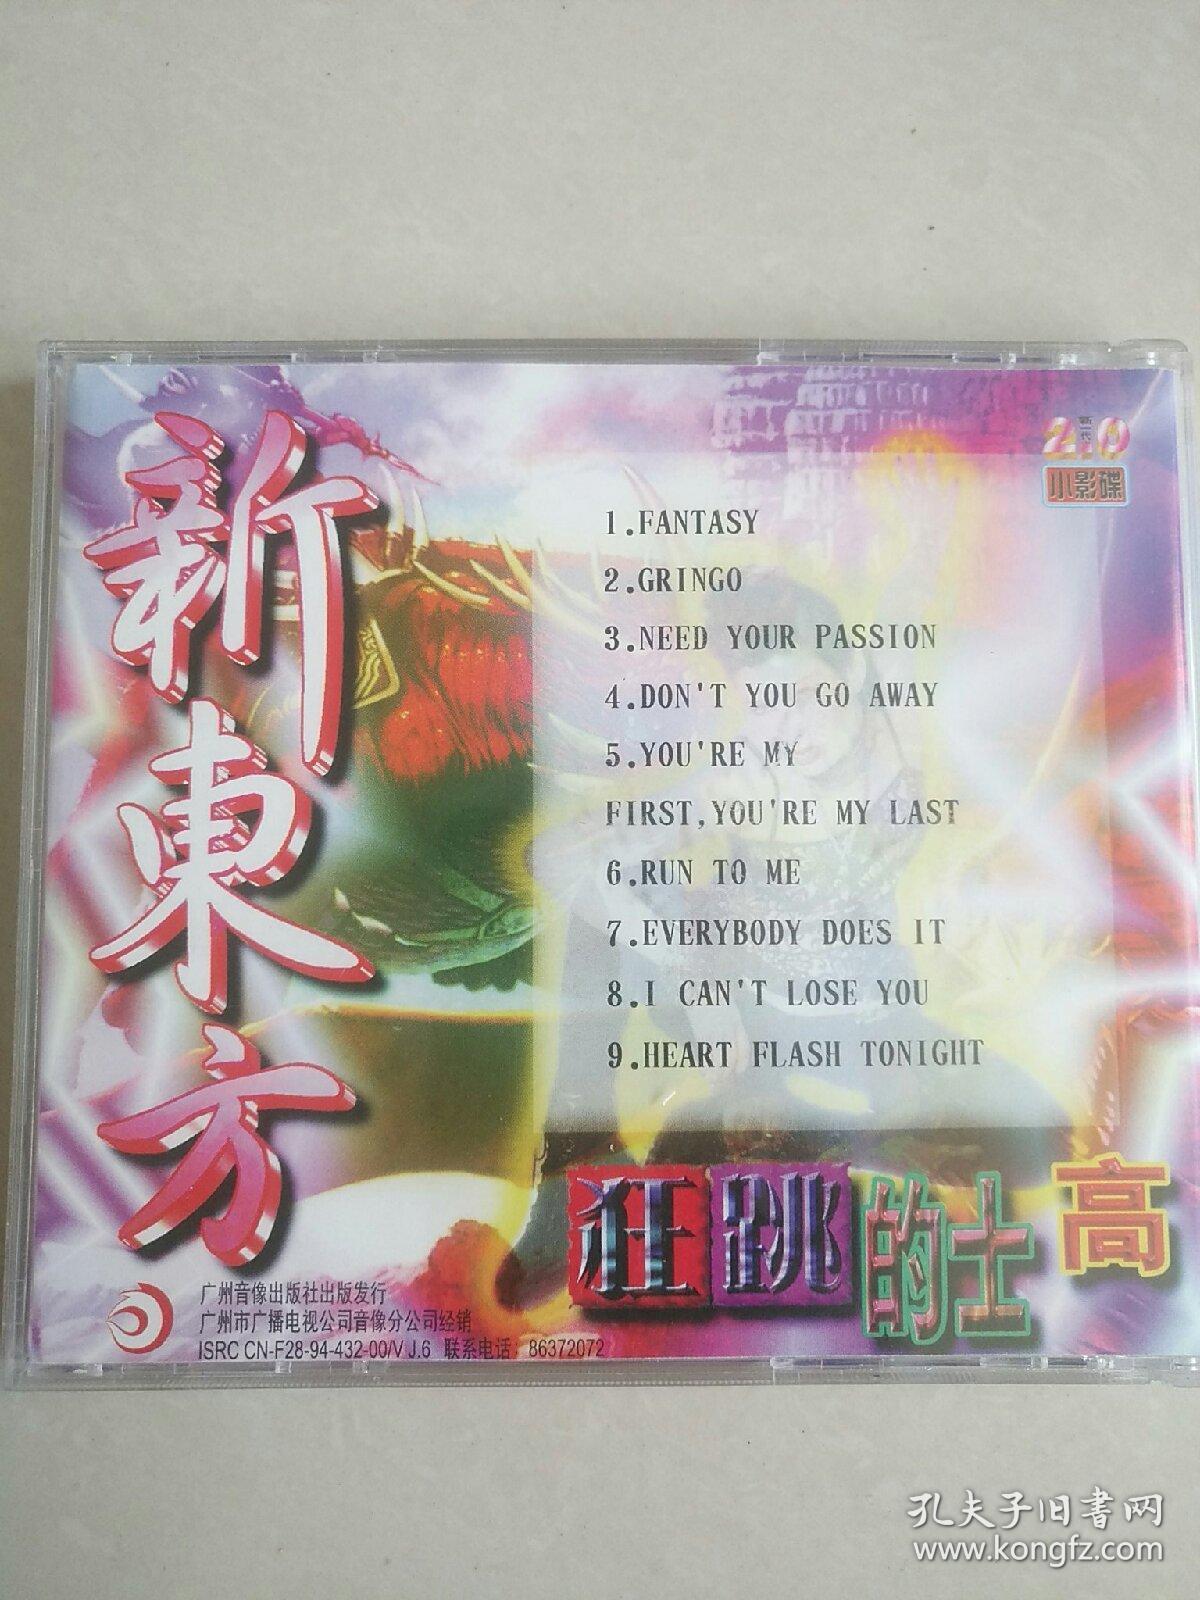 新東方
2.0
新一代
小影碟
1.FANTASY
2.GRINGO
3.NEED YOUR PASSION
4.DON'T YOU GO AWAY
5.YOU'RE MY
FIRST,YOU'RE MY LAST
6.RUN TO ME
7.EVERYBODY DOES IT
8.I CAN'T LOSE YOU
9.HEART FLASH TONIGHT
狂跳的士高
广州音像出版社出版发行
广州市广播电视公司音像分公司经销
ISRC CN-F28-94-432-00/V J.6 联系电话：86372072
孔夫子旧书网
www.kongfz.com